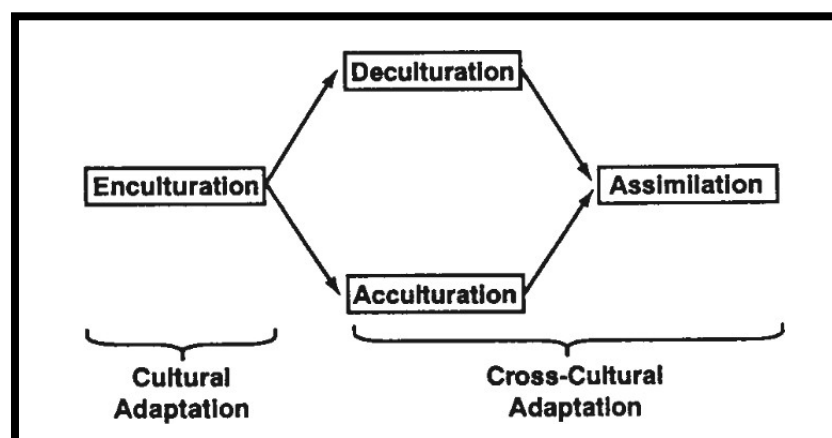 Deculturation
Enculturation
Assimilation
Acculturation
Cultural
Adaptation
Cross-Cultural
Adaptation